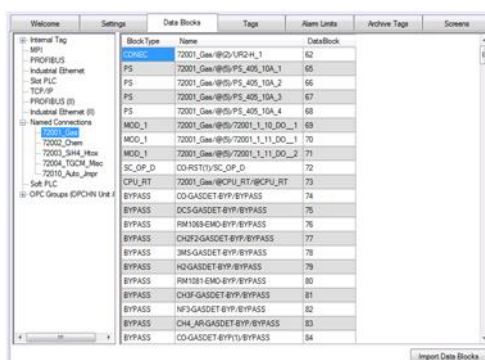 Welcome Settings Data Blocks Tags Alarm Limits Archive Tags Screens
Internal Tag
MPI
PROFIBUS
Industrial Ethernet
Slot PLC
TCP/IP
PROFIBUS (II)
Industrial Ethernet (II)
Named Connections
72001_Gas
72002_Chem
72003_SiH4_Htox
72004_TGCM_Misc
72010_Auto_Jmpr
Soft PLC
OPC Groups (OPCHN Unit #
Block Type Name DataBlock
CONEC 72001_Gas/@(2)/UR2-H_1 62
PS 72001_Gas/@(5)/PS_405_10A_1 65
PS 72001_Gas/@(5)/PS_405_10A_2 66
PS 72001_Gas/@(5)/PS_405_10A_3 67
PS 72001_Gas/@(5)/PS_405_10A_4 68
MOD_1 72001_Gas/@(5)/72001_1_10_DO__1 69
MOD_1 72001_Gas/@(5)/72001_1_11_DO__1 70
MOD_1 72001_Gas/@(5)/72001_1_11_DO__2 71
SC_OP_D CO-RST(1)/SC_OP_D 72
CPU_RT 72001_Gas/@CPU_RT/@CPU_RT 73
BYPASS CO-GASDET-BYP/BYPASS 74
BYPASS DCS-GASDET-BYP/BYPASS 75
BYPASS RM1069-EMO-BYP/BYPASS 76
BYPASS CH2F2-GASDET-BYP/BYPASS 77
BYPASS 3MS-GASDET-BYP/BYPASS 78
BYPASS H2-GASDET-BYP/BYPASS 79
BYPASS RM1081-EMO-BYP/BYPASS 80
BYPASS CH3F-GASDET-BYP/BYPASS 81
BYPASS NF3-GASDET-BYP/BYPASS 82
BYPASS CH4_AR-GASDET-BYP/BYPASS 83
BYPASS CO-GASDET-BYP(1)/BYPASS 84
Import Data Blocks